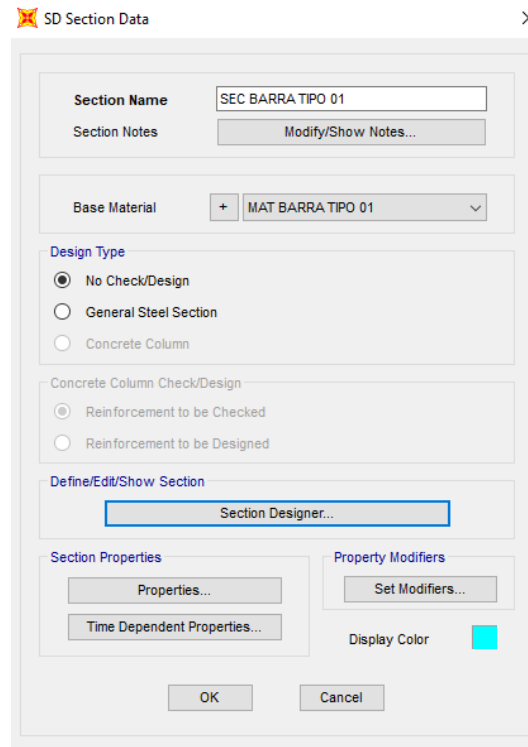 SD Section Data
Section Name SEC BARRA TIPO 01
Section Notes Modify/Show Notes...
Base Material + MAT BARRA TIPO 01
Design Type
No Check/Design
General Steel Section
Concrete Column
Concrete Column Check/Design
Reinforcement to be Checked
Reinforcement to be Designed
Define/Edit/Show Section
Section Designer...
Section Properties
Properties...
Time Dependent Properties...
Property Modifiers
Set Modifiers...
Display Color
OK Cancel